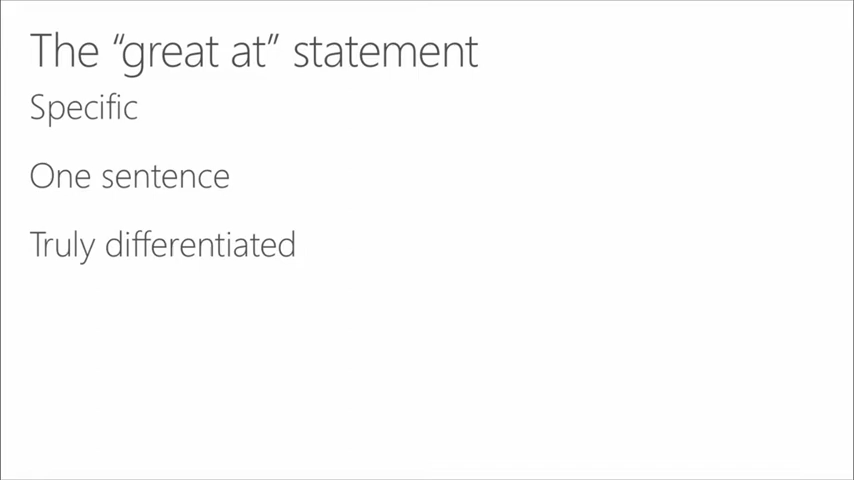 The “great at” statement
Specific
One sentence
Truly differentiated